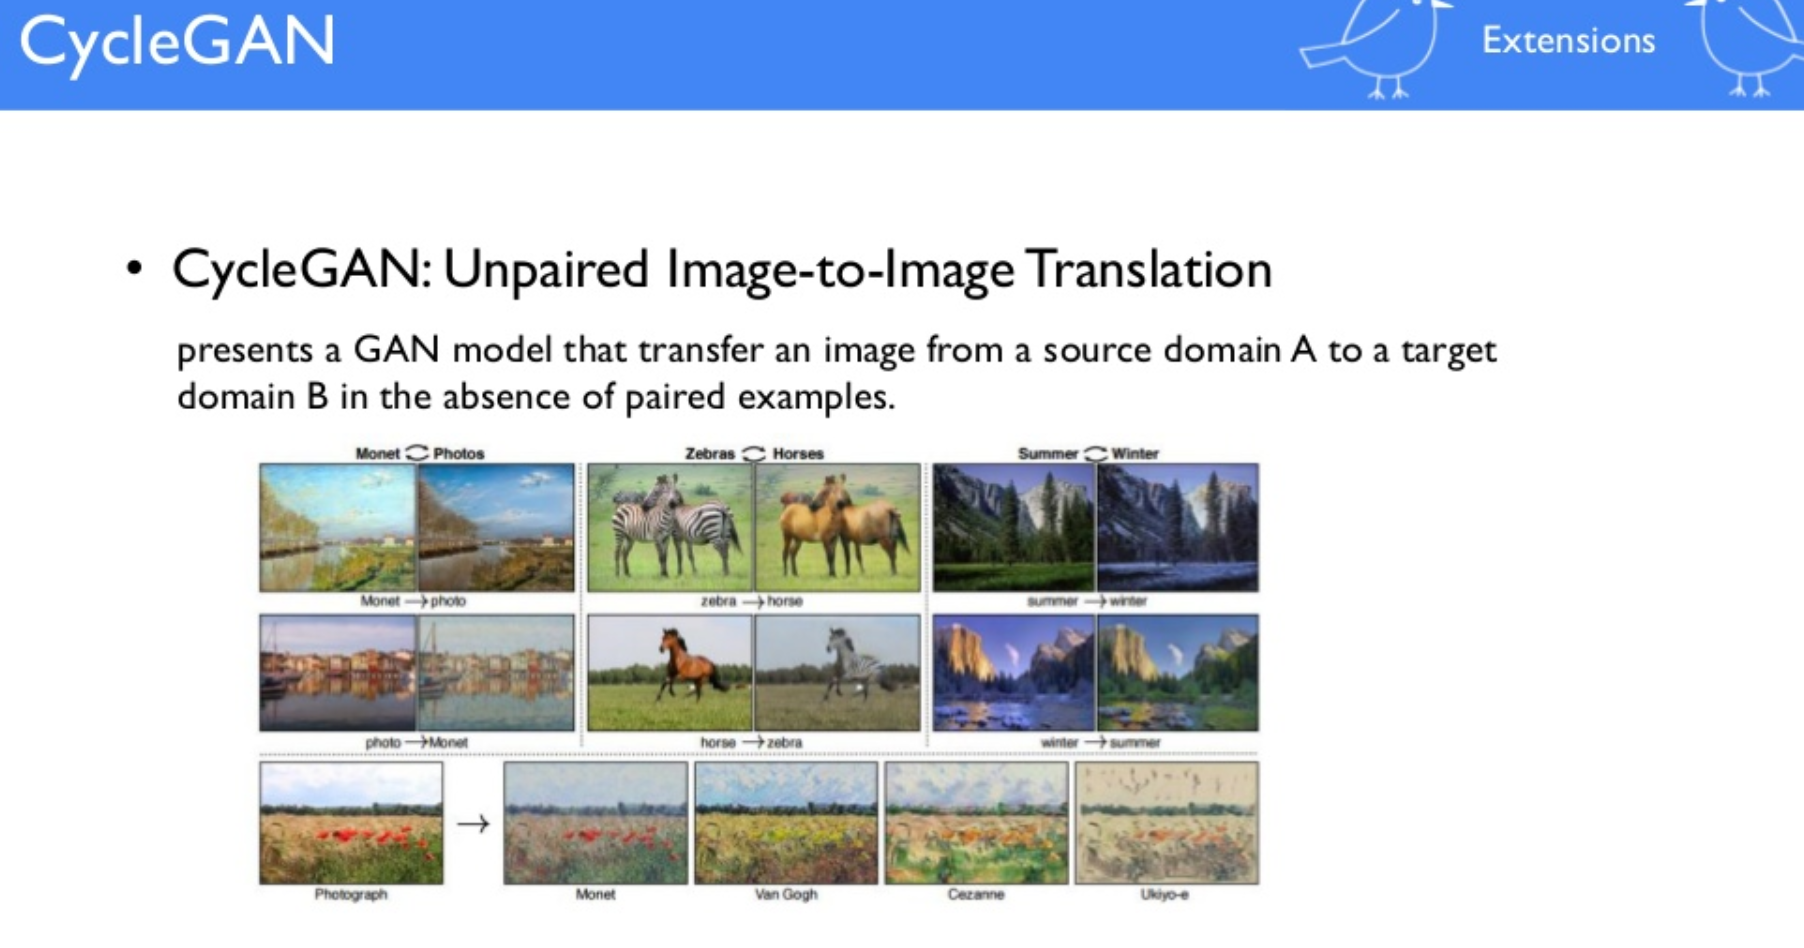 CycleGAN
Extensions
• CycleGAN: Unpaired Image-to-Image Translation
presents a GAN model that transfer an image from a source domain A to a target
domain B in the absence of paired examples.
Monet Photos
Zebras Horses
Summer Winter
Monet → photo
zebra → horse
summer → winter
photo → Monet
horse → zebra
winter → summer
→
Photograph
Monet
Van Gogh
Cezanne
Ukiyo-e